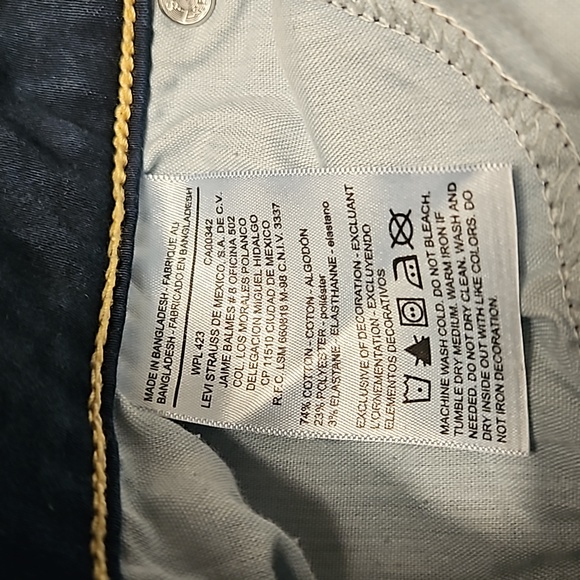 MADE IN BANGLADESH - FABRIQUE AU
BANGLADESH - FABRICADO EN BANGLADESH
WPL 423 CA00342
LEVI STRAUSS DE MEXICO, S.A. DE C.V.
JAIME BALMES # 8 OFICINA 502
COL. LOS MORALES POLANCO
DELEGACION MIGUEL HIDALGO
CP 11510 CIUDAD DE MEXICO
R.F.C. LSM 660618 M-98 C.N.I.V. 3337
74% COTTON - COTON - ALGODÓN
23% POLYESTER - poliester
3% ELASTANE. ELASTHANNE - elastano
EXCLUSIVE OF DECORATION - EXCLUANT
L'ORNEMENTATION - EXCLUYENDO
ELEMENTOS DECORATIVOS
MACHINE WASH COLD. DO NOT BLEACH.
TUMBLE DRY MEDIUM. WARM IRON IF
NEEDED. DO NOT DRY CLEAN. WASH AND
DRY INSIDE OUT WITH LIKE COLORS. DO
NOT IRON DECORATION.